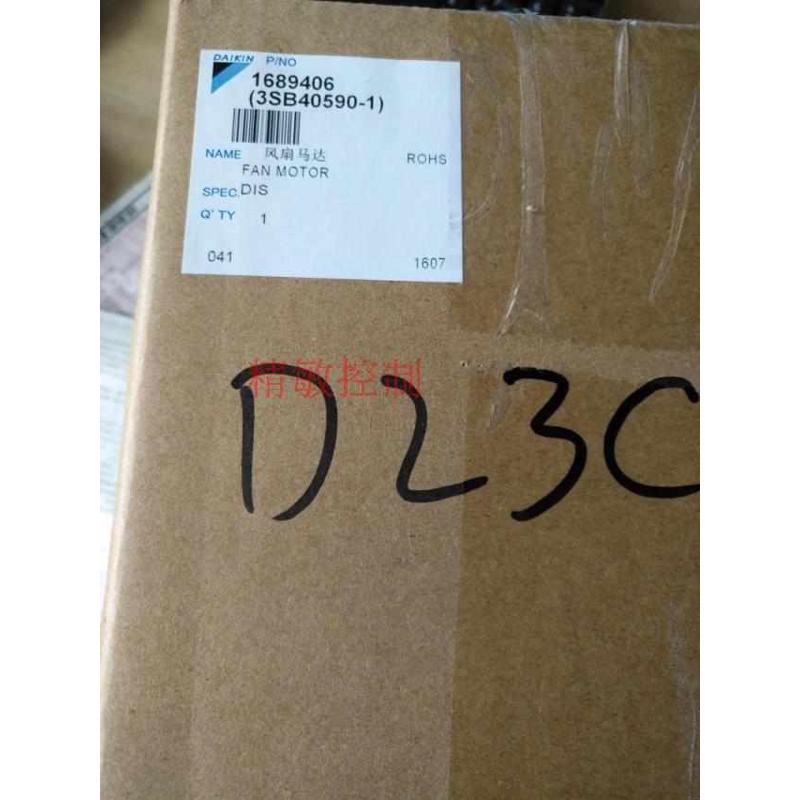 DAIKIN P/NO
1689406
(3SB40590-1)
NAME 风扇马达 ROHS
FAN MOTOR
SPEC. DIS
Q'TY 1
041 1607
精敏控制
D23C